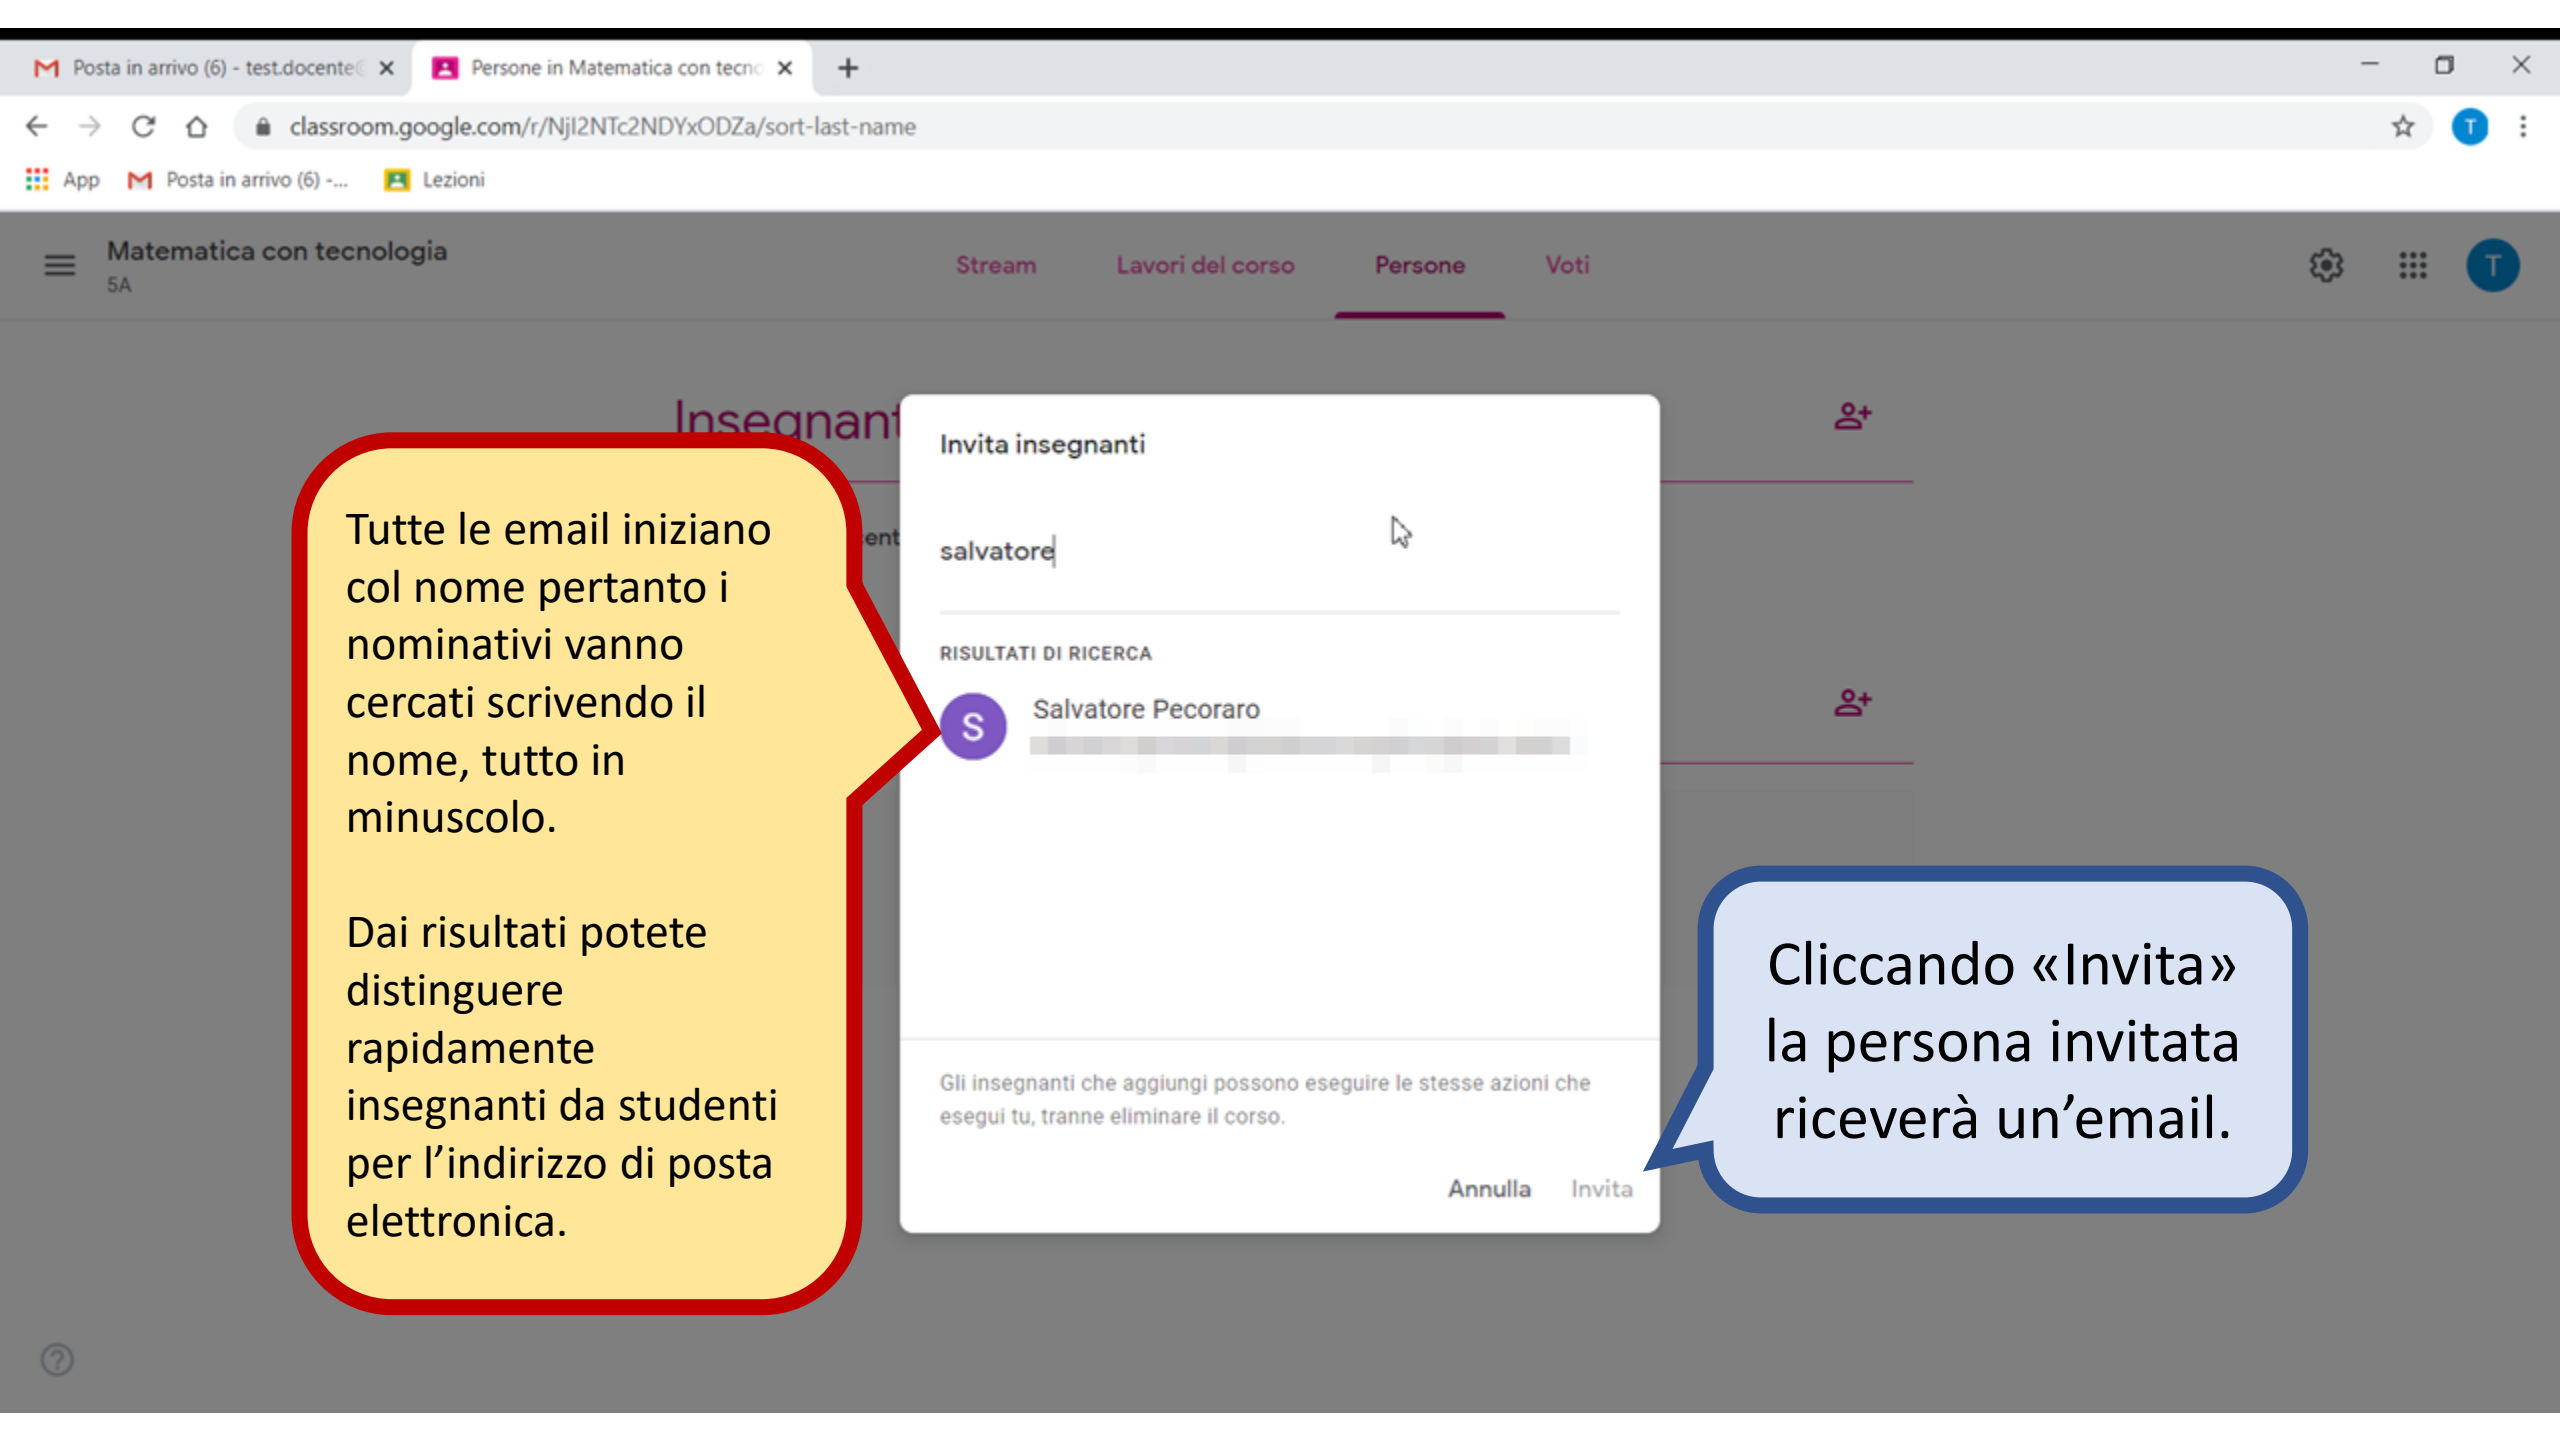 Posta in arrivo (6) - test.docente
Persone in Matematica con tecno
classroom.google.com/r/NjI2NTc2NDYxODZa/sort-last-name
T
App
Posta in arrivo (6) -...
Lezioni
Matematica con tecnologia
5A
Stream
Lavori del corso
Persone
Voti
T
Insegnant
ent
Invita insegnanti
salvatore
RISULTATI DI RICERCA
S
Salvatore Pecoraro
Gli insegnanti che aggiungi possono eseguire le stesse azioni che
esegui tu, tranne eliminare il corso.
Annulla
Invita
Tutte le email iniziano
col nome pertanto i
nominativi vanno
cercati scrivendo il
nome, tutto in
minuscolo.
Dai risultati potete
distinguere
rapidamente
insegnanti da studenti
per l’indirizzo di posta
elettronica.
Cliccando «Invita»
la persona invitata
riceverà un’email.